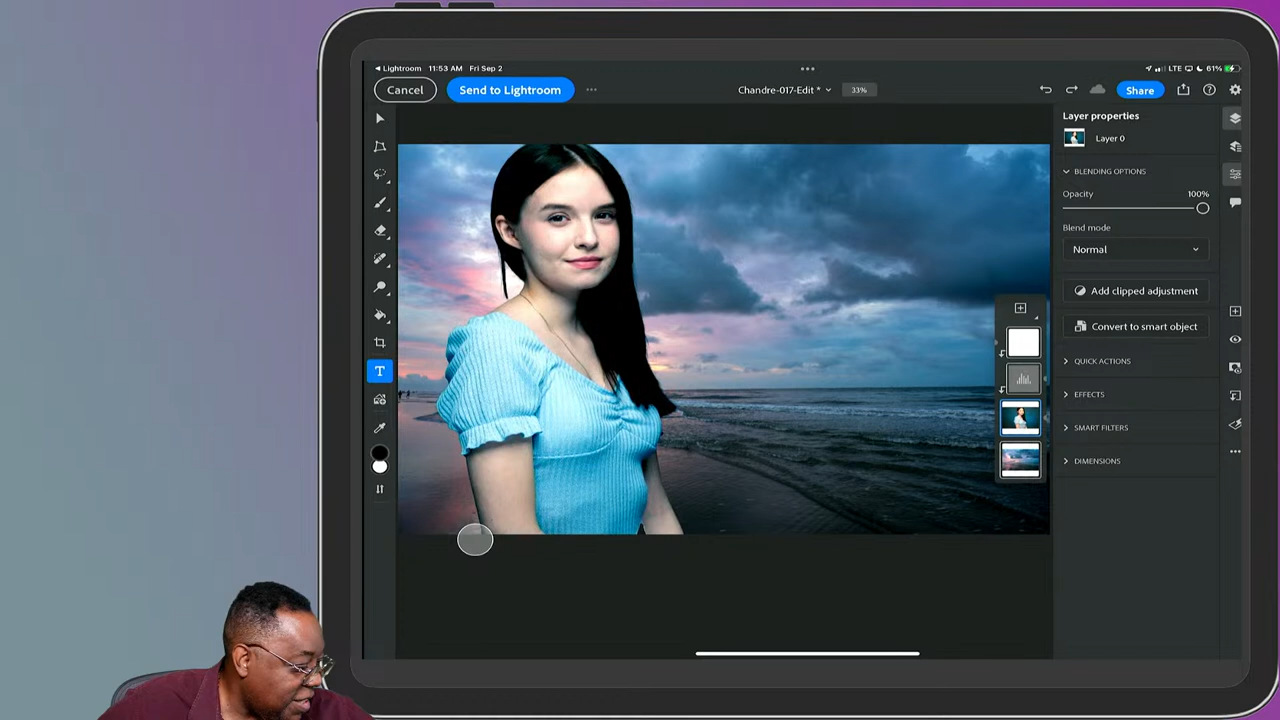 Lightroom 11:53 AM Fri Sep 2
LTE 61%
Cancel Send to Lightroom Chandre-017-Edit * 33% Share
Layer properties
Layer 0
BLENDING OPTIONS
Opacity 100%
Blend mode
Normal
Add clipped adjustment
Convert to smart object
T
QUICK ACTIONS
EFFECTS
SMART FILTERS
DIMENSIONS